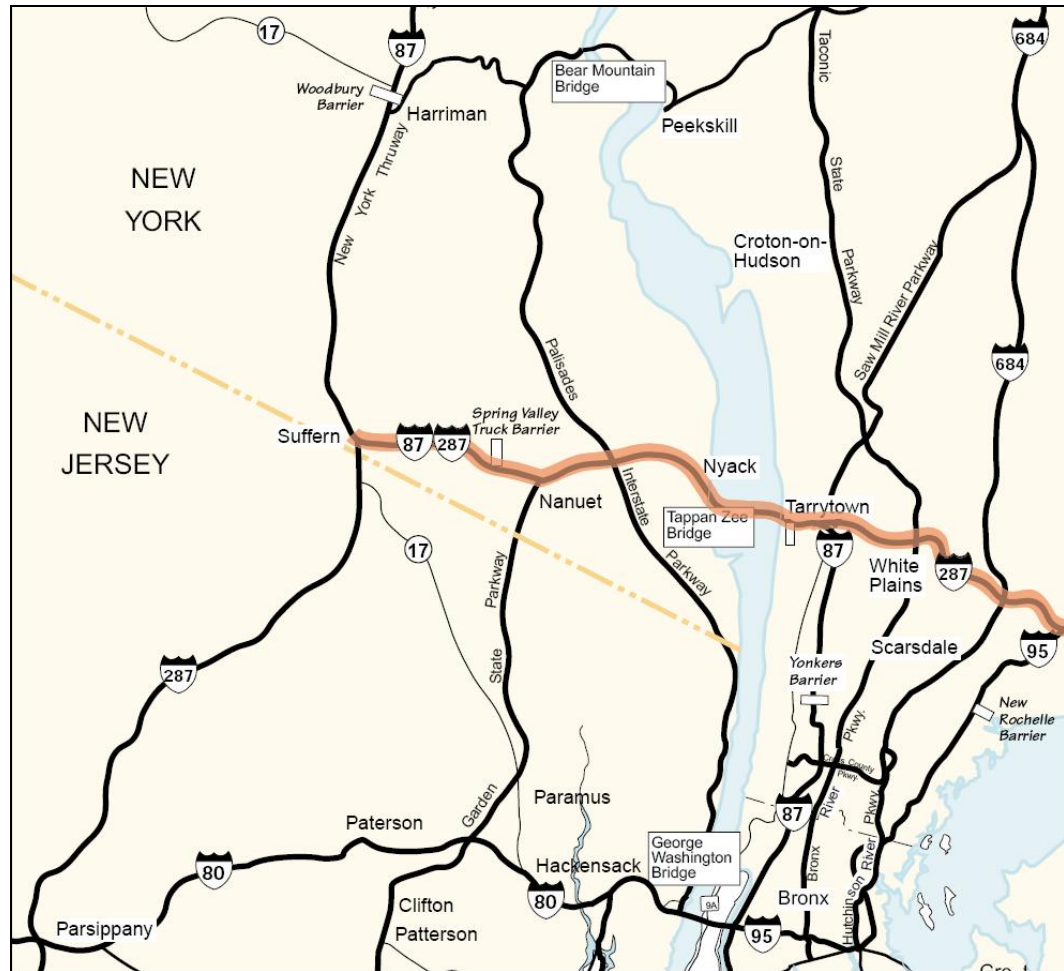 17
87
684
Woodbury
Barrier
Harriman
Bear Mountain
Bridge
Peekskill
Taconic
State
Parkway
NEW
YORK
New York Thruway
Croton-on-
Hudson
Saw Mill River Parkway
684
Palisades
Interstate
Parkway
NEW
JERSEY
Suffern
87
287
Spring Valley
Truck Barrier
Nanuet
Nyack
Tappan Zee
Bridge
Tarrytown
87
White
Plains
287
17
Garden
State
Parkway
Scarsdale
95
287
Yonkers
Barrier
New
Rochelle
Barrier
Cross County
Pkwy.
Bronx
River
Pkwy.
Hutchinson
River
Pkwy.
87
Paramus
Paterson
George
Washington
Bridge
Hackensack
80
80
9A
Bronx
Parsippany
Clifton
Patterson
95